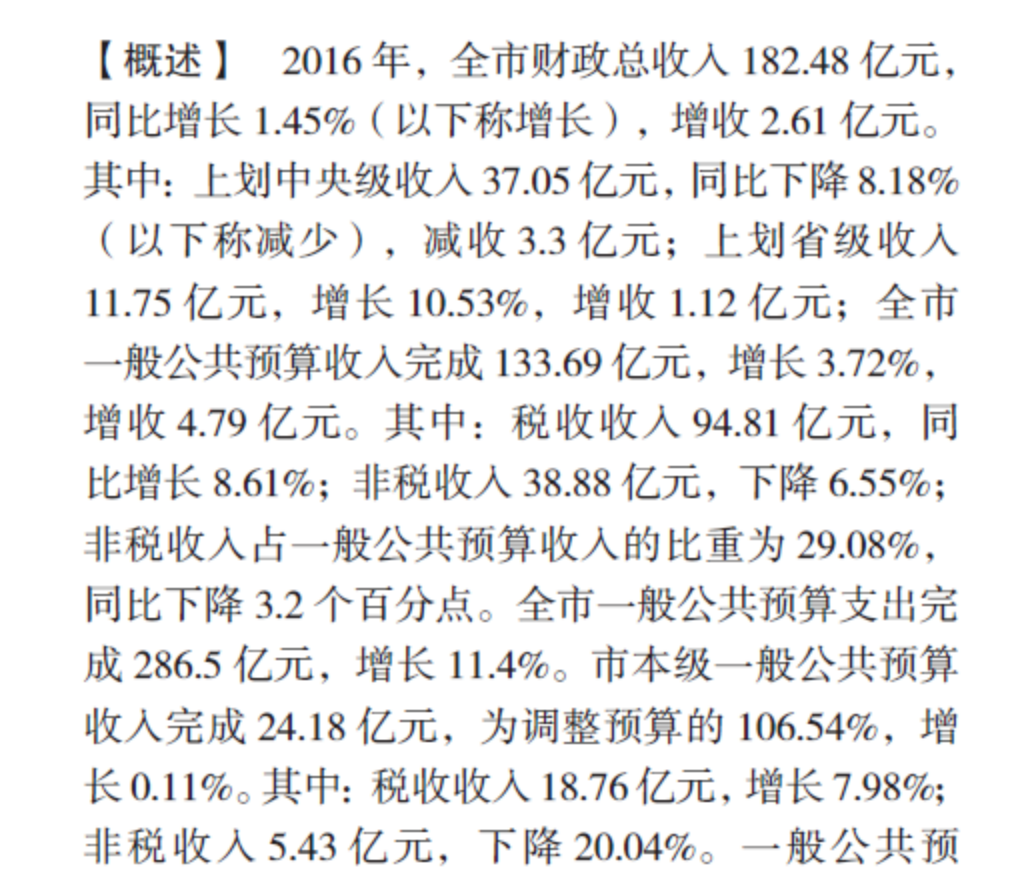 【概述】 2016 年，全市财政总收入 182.48 亿元，
同比增长 1.45%（以下称增长），增收 2.61 亿元。
其中：上划中央级收入 37.05 亿元，同比下降 8.18%
（以下称减少），减收 3.3 亿元；上划省级收入
11.75 亿元，增长 10.53%，增收 1.12 亿元；全市
一般公共预算收入完成 133.69 亿元，增长 3.72%，
增收 4.79 亿元。其中：税收收入 94.81 亿元，同
比增长 8.61%；非税收入 38.88 亿元，下降 6.55%；
非税收入占一般公共预算收入的比重为 29.08%，
同比下降 3.2 个百分点。全市一般公共预算支出完
成 286.5 亿元，增长 11.4%。市本级一般公共预算
收入完成 24.18 亿元，为调整预算的 106.54%，增
长 0.11%。其中：税收收入 18.76 亿元，增长 7.98%；
非税收入 5.43 亿元，下降 20.04%。一般公共预